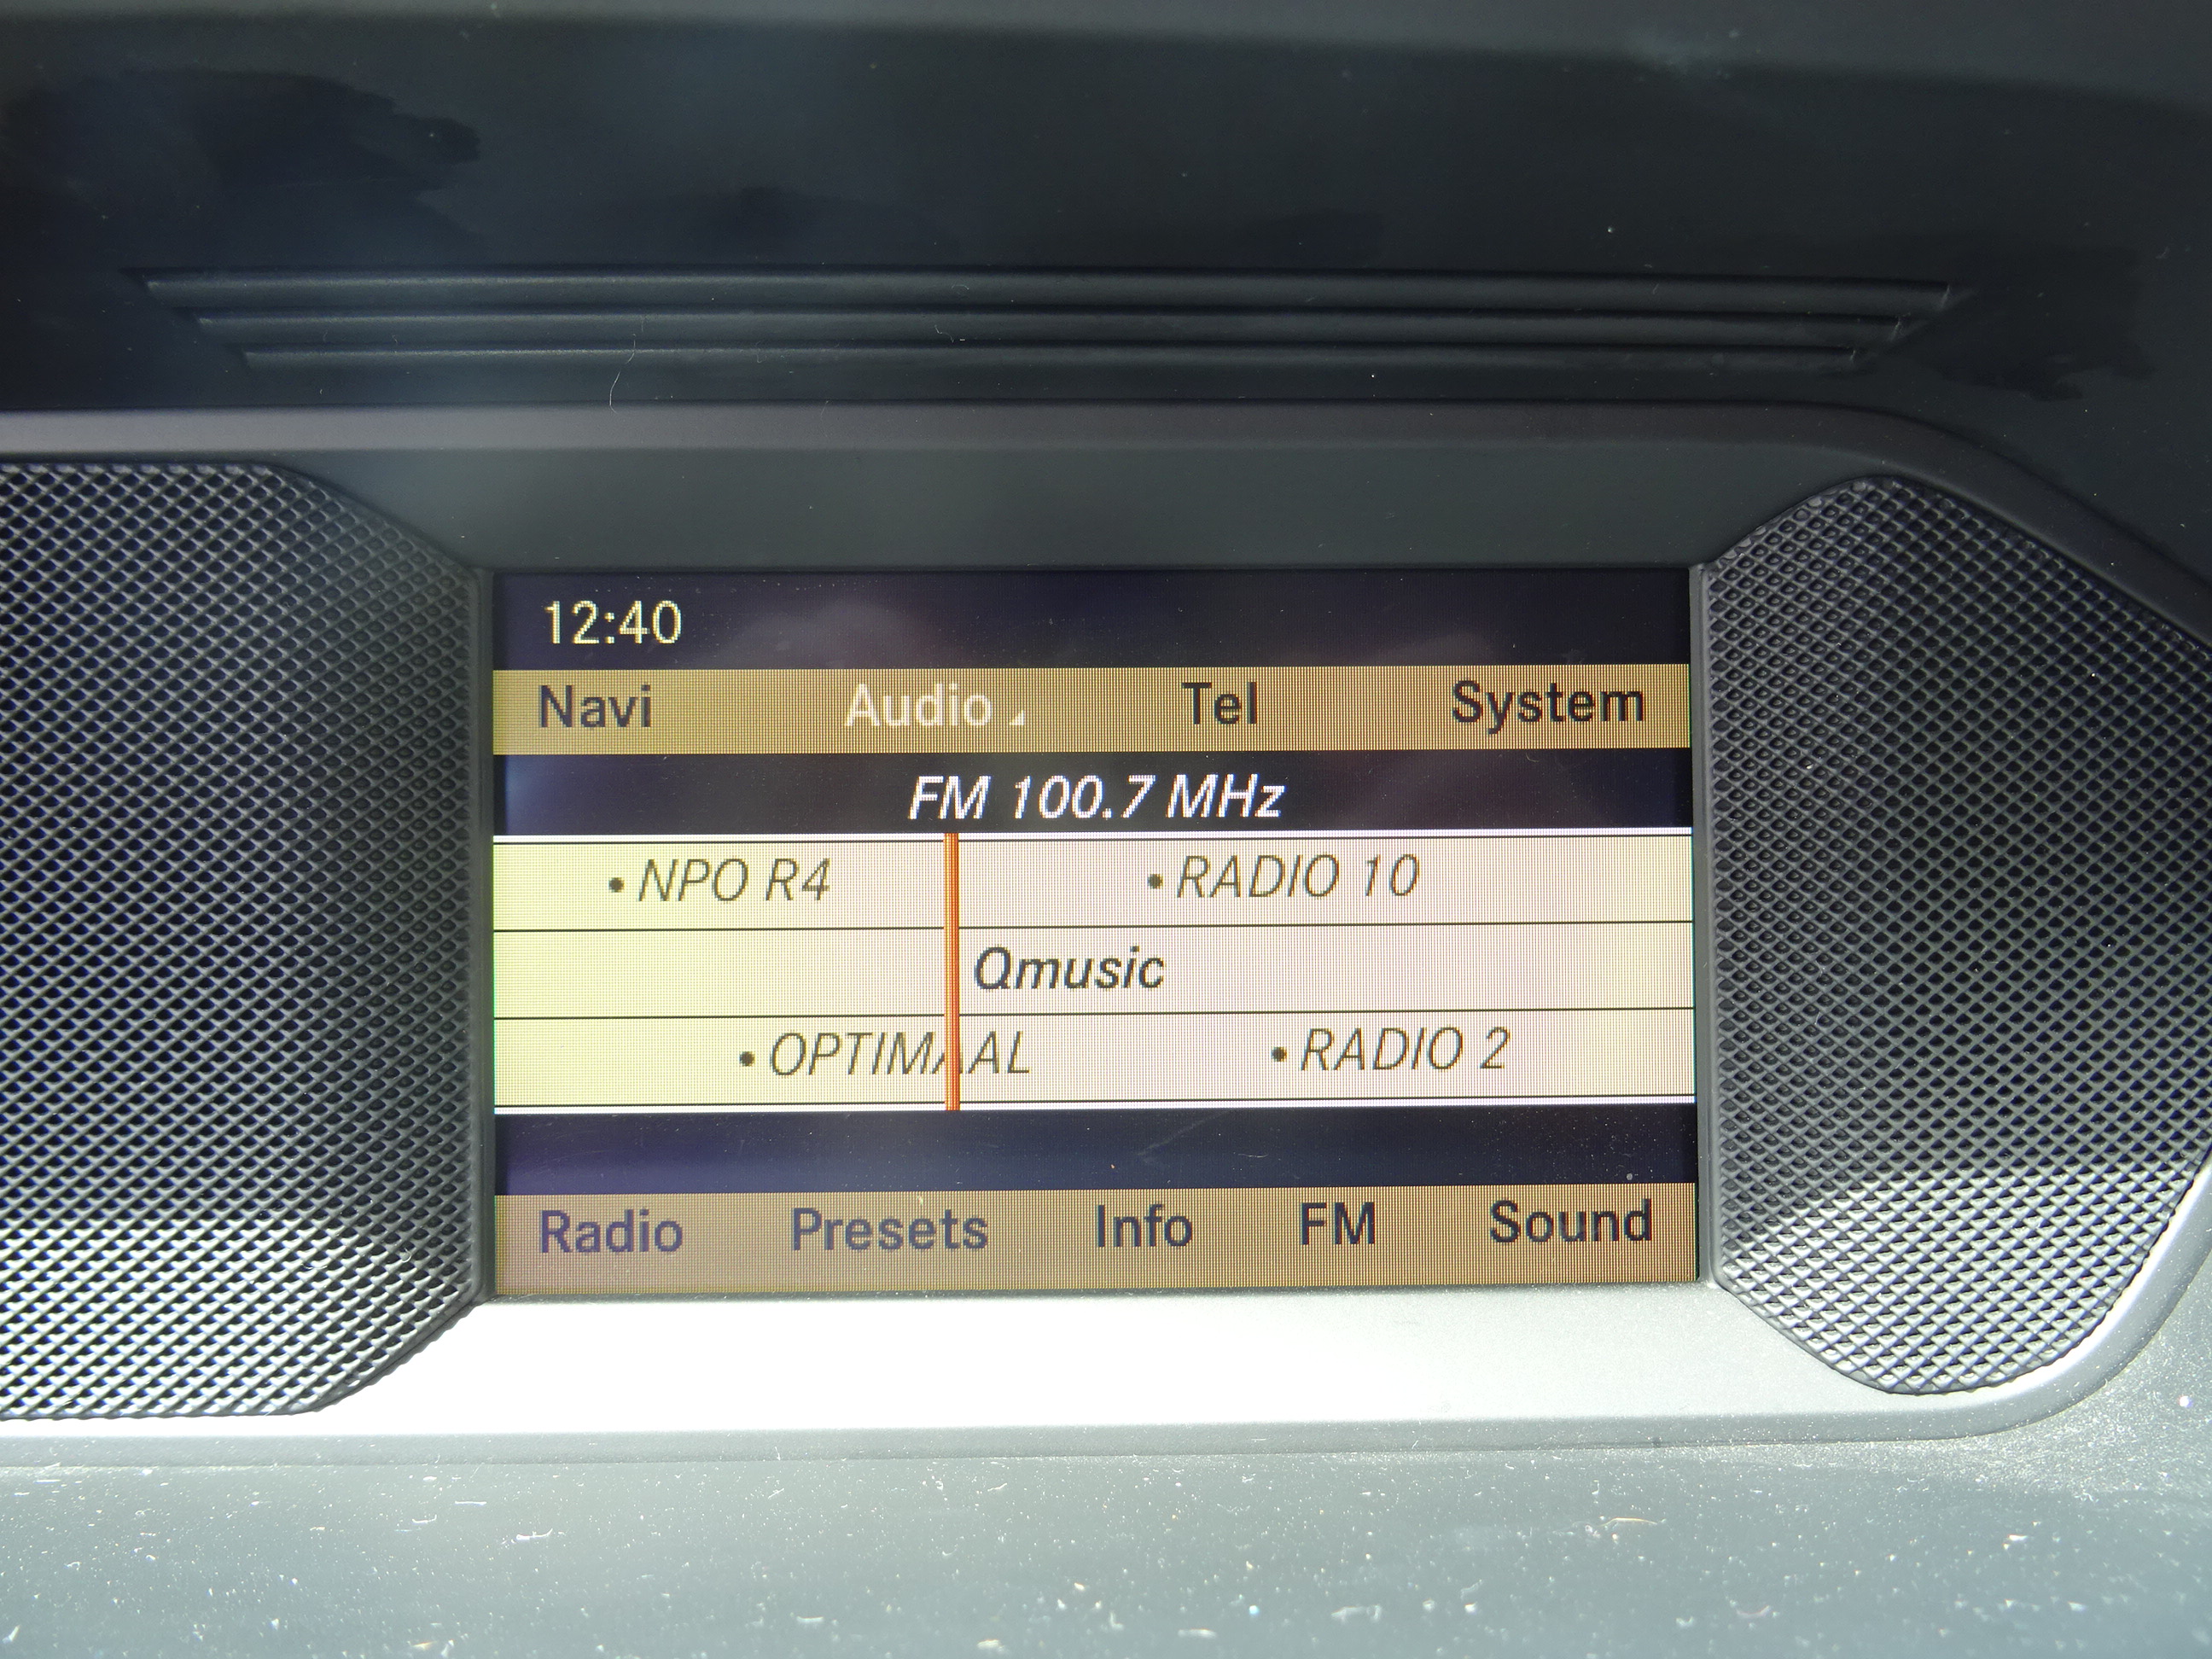 12:40
Navi Audio Tel System
FM 100.7 MHz
• NPO R4 • RADIO 10
Qmusic
• OPTIMAAL • RADIO 2
Radio Presets Info FM Sound